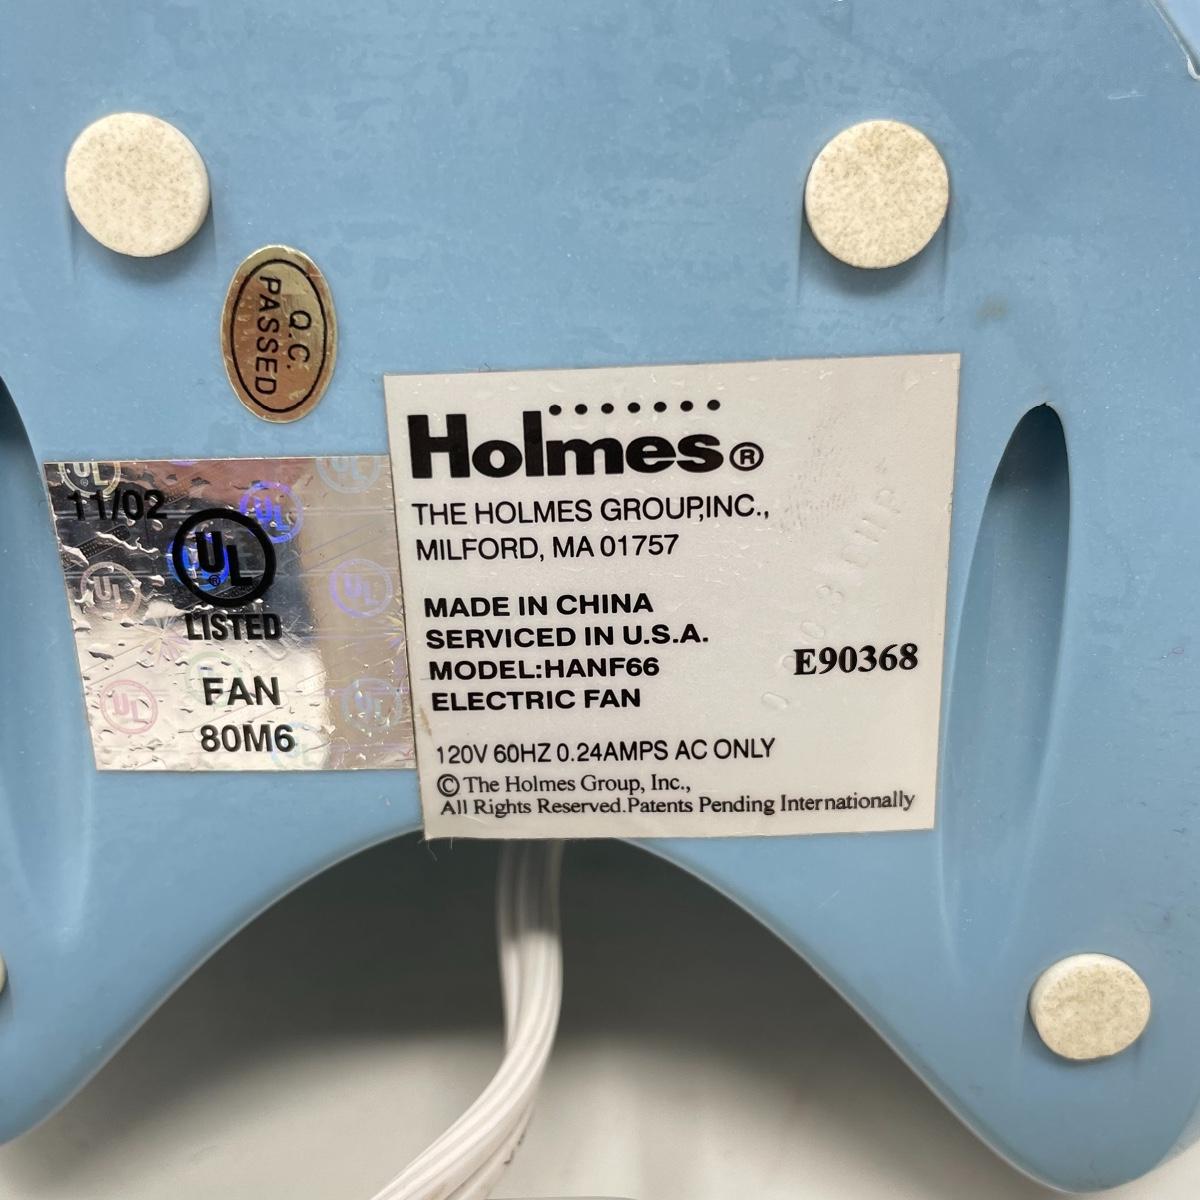 Q.C.
PASSED
11/02
UL
LISTED
FAN
80M6
Holmes®
THE HOLMES GROUP,INC.,
MILFORD, MA 01757
MADE IN CHINA
SERVICED IN U.S.A.
MODEL:HANF66
E90368
ELECTRIC FAN
120V 60HZ 0.24AMPS AC ONLY
© The Holmes Group, Inc.,
All Rights Reserved.Patents Pending Internationally